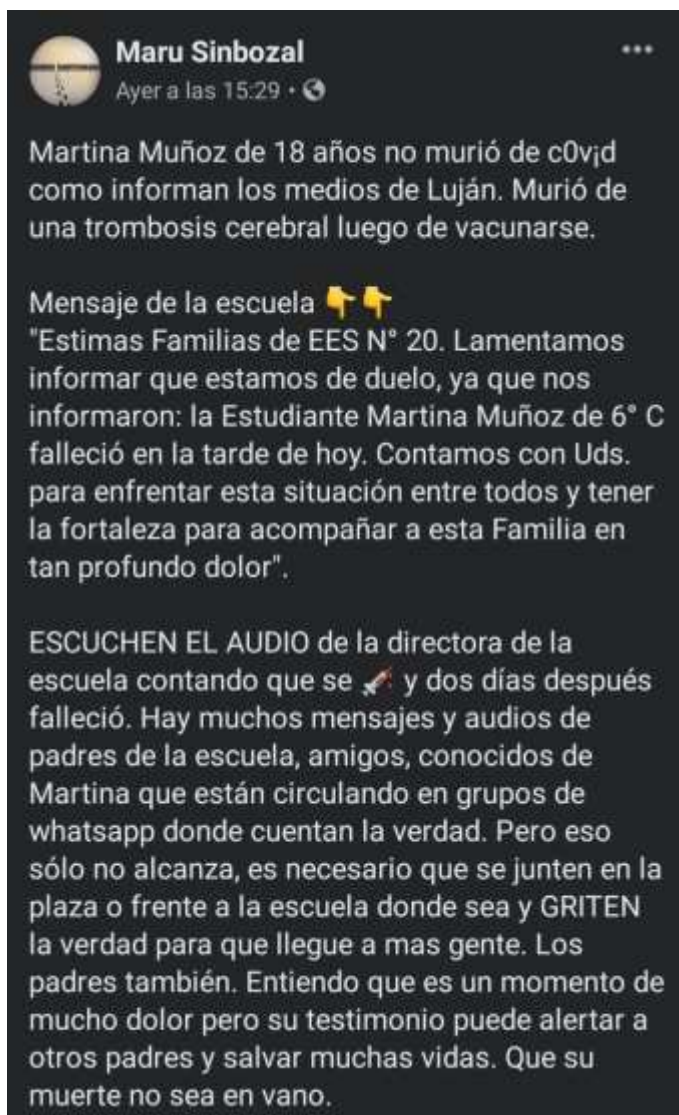 Maru Sinbozal
Ayer a las 15:29 •
Martina Muñoz de 18 años no murió de c0v¡d
como informan los medios de Luján. Murió de
una trombosis cerebral luego de vacunarse.
Mensaje de la escuela 👇👇
"Estimas Familias de EES N° 20. Lamentamos
informar que estamos de duelo, ya que nos
informaron: la Estudiante Martina Muñoz de 6° C
falleció en la tarde de hoy. Contamos con Uds.
para enfrentar esta situación entre todos y tener
la fortaleza para acompañar a esta Familia en
tan profundo dolor".
ESCUCHEN EL AUDIO de la directora de la
escuela contando que se 💉 y dos días después
falleció. Hay muchos mensajes y audios de
padres de la escuela, amigos, conocidos de
Martina que están circulando en grupos de
whatsapp donde cuentan la verdad. Pero eso
sólo no alcanza, es necesario que se junten en la
plaza o frente a la escuela donde sea y GRITEN
la verdad para que llegue a mas gente. Los
padres también. Entiendo que es un momento de
mucho dolor pero su testimonio puede alertar a
otros padres y salvar muchas vidas. Que su
muerte no sea en vano.